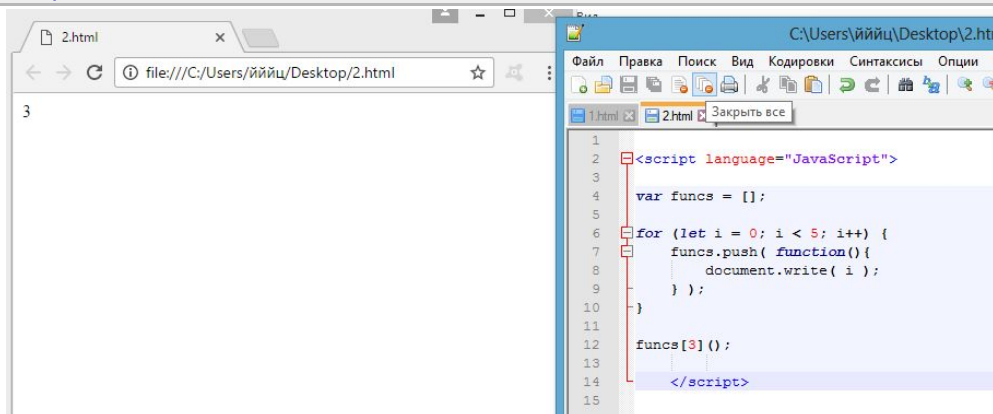 Вид
2.html
file:///C:/Users/йййц/Desktop/2.html
3
C:\Users\йййц\Desktop\2.ht
Файл Правка Поиск Вид Кодировки Синтаксисы Опции
1.html 2.html Закрыть все
1
2 <script language="JavaScript">
3
4 var funcs = [];
5
6 for (let i = 0; i < 5; i++) {
7 funcs.push( function(){
8 document.write( i );
9 } );
10 }
11
12 funcs[3]();
13
14 </script>
15